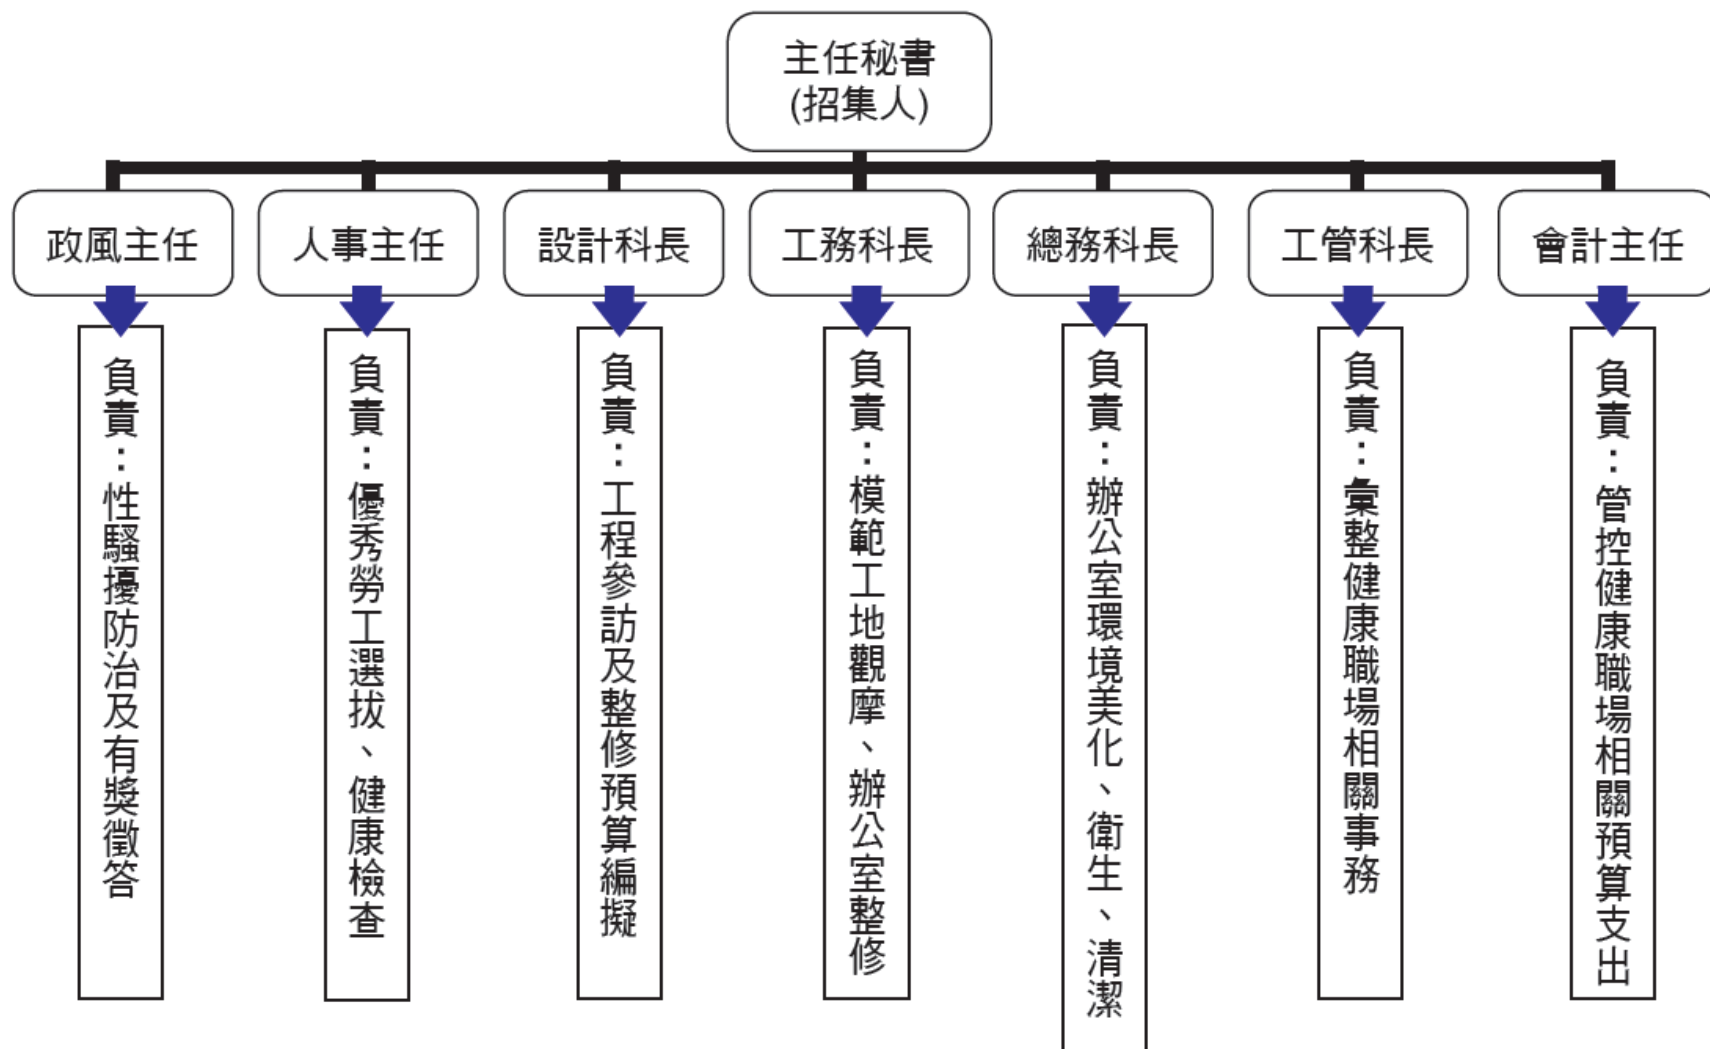 主任秘書
(招集人)
政風主任
人事主任
設計科長
工務科長
總務科長
工管科長
會計主任
負責：性騷擾防治及有獎徵答
負責：優秀勞工選拔、健康檢查
負責：工程參訪及整修預算編擬
負責：模範工地觀摩、辦公室整修
負責：辦公室環境美化、衛生、清潔
負責：彙整健康職場相關事務
負責：管控健康職場相關預算支出